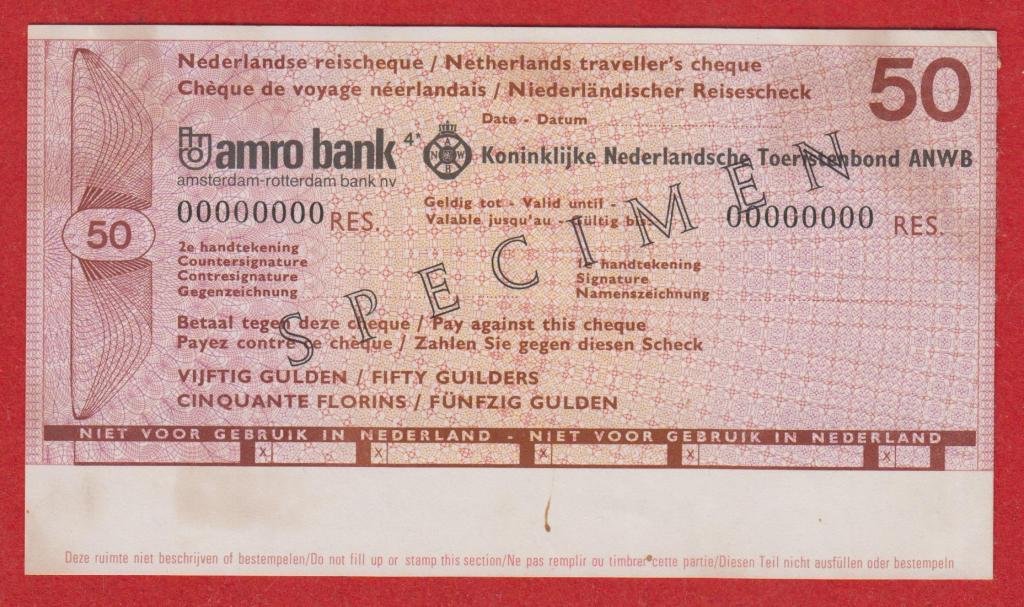 Nederlandse reischeque / Netherlands traveller's cheque
Chèque de voyage néerlandais / Niederländischer Reisescheck
50
Date - Datum
amro bank
amsterdam-rotterdam bank nv
4*
ANWB
Koninklijke Nederlandsche Toeristenbond ANWB
Geldig tot - Valid until -
Valable jusqu'au - Gültig bis
00000000 RES.
00000000 RES.
50
2e handtekening
Countersignature
Contresignature
Gegenzeichnung
1e handtekening
Signature
Namenszeichnung
SPECIMEN
Betaal tegen deze cheque / Pay against this cheque
Payez contre ce chèque / Zahlen Sie gegen diesen Scheck
VIJFTIG GULDEN / FIFTY GUILDERS
CINQUANTE FLORINS / FÜNFZIG GULDEN
NIET VOOR GEBRUIK IN NEDERLAND - NIET VOOR GEBRUIK IN NEDERLAND
x x x x x
Deze ruimte niet beschrijven of bestempelen/Do not fill up or stamp this section/Ne pas remplir ou timbrer cette partie/Diesen Teil nicht ausfüllen oder bestempeln